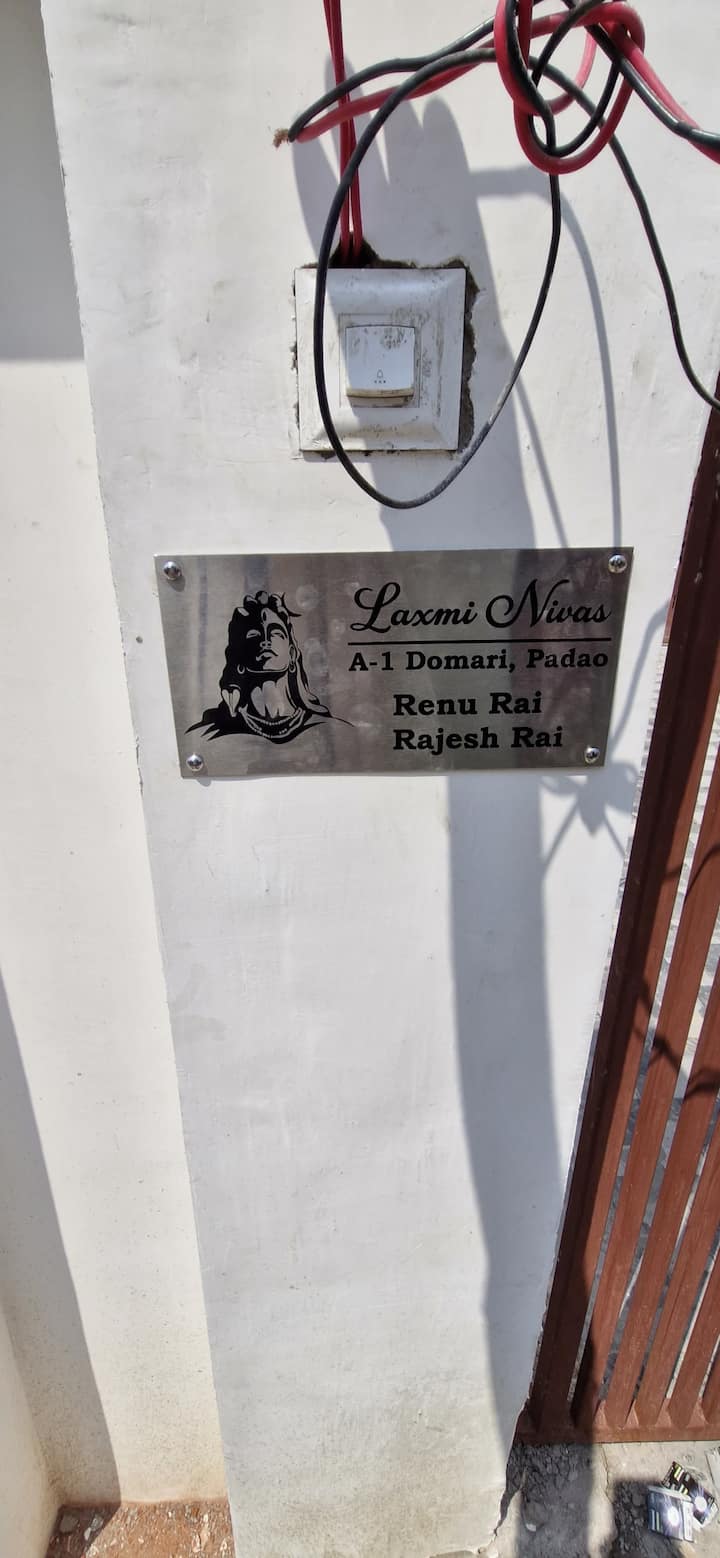 Laxmi Nivas
A-1 Domari, Padao
Renu Rai
Rajesh Rai